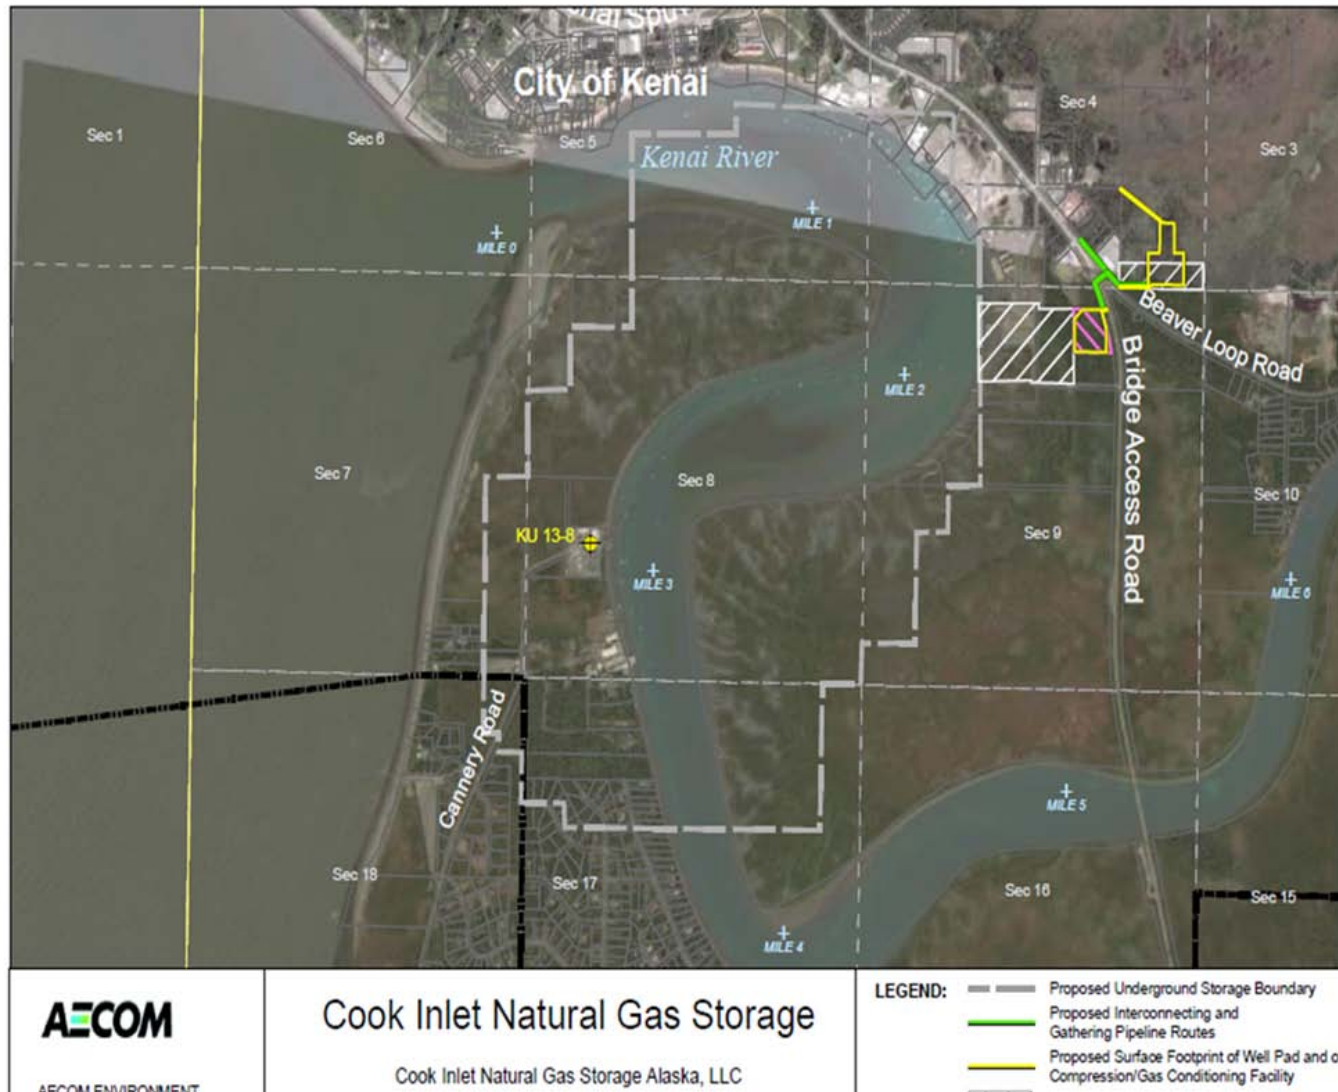 City of Kenai
Sec 4
Sec 1
Sec 6
Sec 5
Sec 3
Kenai River
MILE 1
MILE 0
Beaver Loop Road
Bridge Access Road
MILE 2
Sec 7
Sec 8
Sec 10
KU 13-8
Sec 9
MILE 3
MILE 6
Cannery Road
MILE 5
Sec 18
Sec 17
Sec 16
Sec 15
MILE 4
AECOM
AECOM ENVIRONMENT
Cook Inlet Natural Gas Storage
Cook Inlet Natural Gas Storage Alaska, LLC
LEGEND:
Proposed Underground Storage Boundary
Proposed Interconnecting and
Gathering Pipeline Routes
Proposed Surface Footprint of Well Pad and
Compression/Gas Conditioning Facility